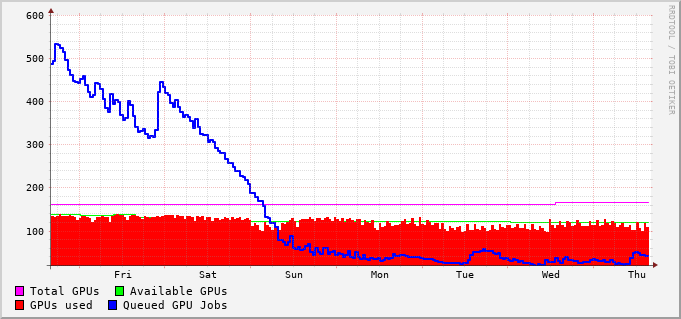 600
500
400
300
200
100
Fri Sat Sun Mon Tue Wed Thu
Total GPUs Available GPUs
GPUs used Queued GPU Jobs
RRDTOOL / TOBI OETIKER